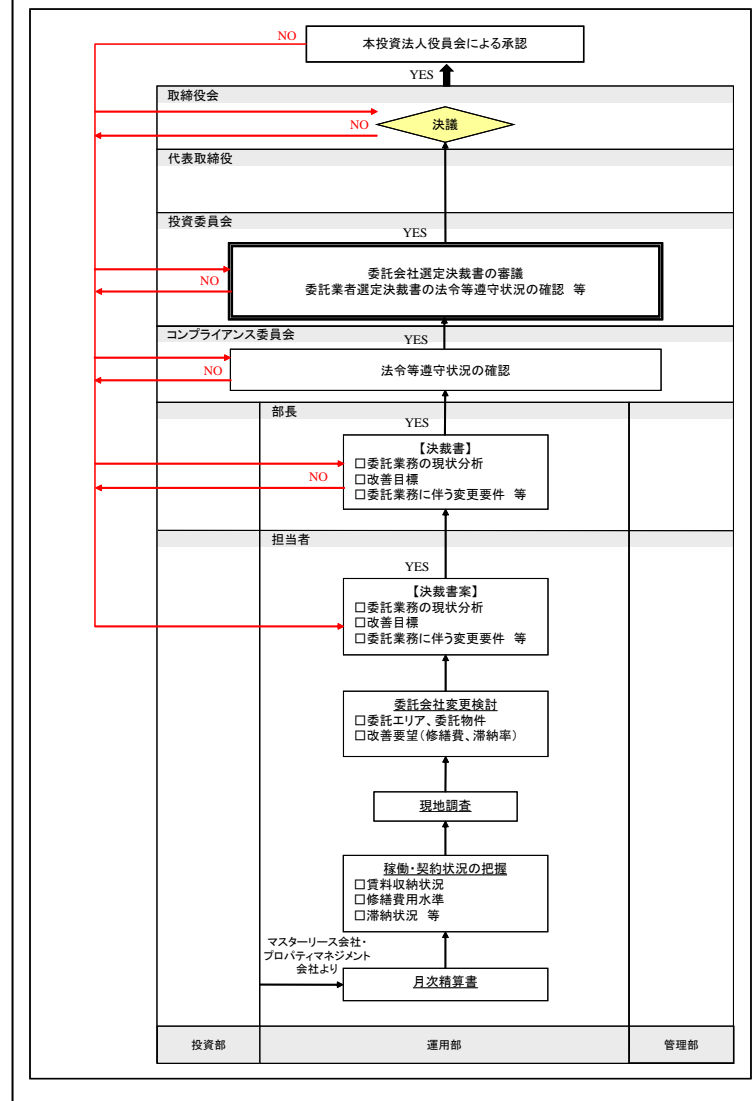 NO
本投資法人役員会による承認
YES
取締役会
NO
決議
代表取締役
投資委員会
YES
委託会社選定決裁書の審議
委託業者選定決裁書の法令等遵守状況の確認 等
NO
コンプライアンス委員会
YES
法令等遵守状況の確認
NO
部長
YES
【決裁書】
□委託業務の現状分析
□改善目標
□委託業務に伴う変更要件 等
NO
担当者
YES
【決裁書案】
□委託業務の現状分析
□改善目標
□委託業務に伴う変更要件 等
委託会社変更検討
□委託エリア、委託物件
□改善要望(修繕費、滞納率)
現地調査
稼働・契約状況の把握
□賃料収納状況
□修繕費用水準
□滞納状況 等
マスターリース会社・
プロパティマネジメント
会社より
月次精算書
投資部
運用部
管理部